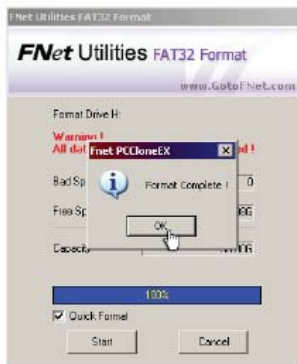 FNet Utilities FAT32 Format
FNet Utilities FAT32 Format
www.GotoFNet.com
Format Drive H:
Warning !
All dat
d !
Fnet PCCloneEX
Format Complete !
OK
Bad Sp
0
Free Sp
Capacity
100%
Quick Format
Start
Cancel